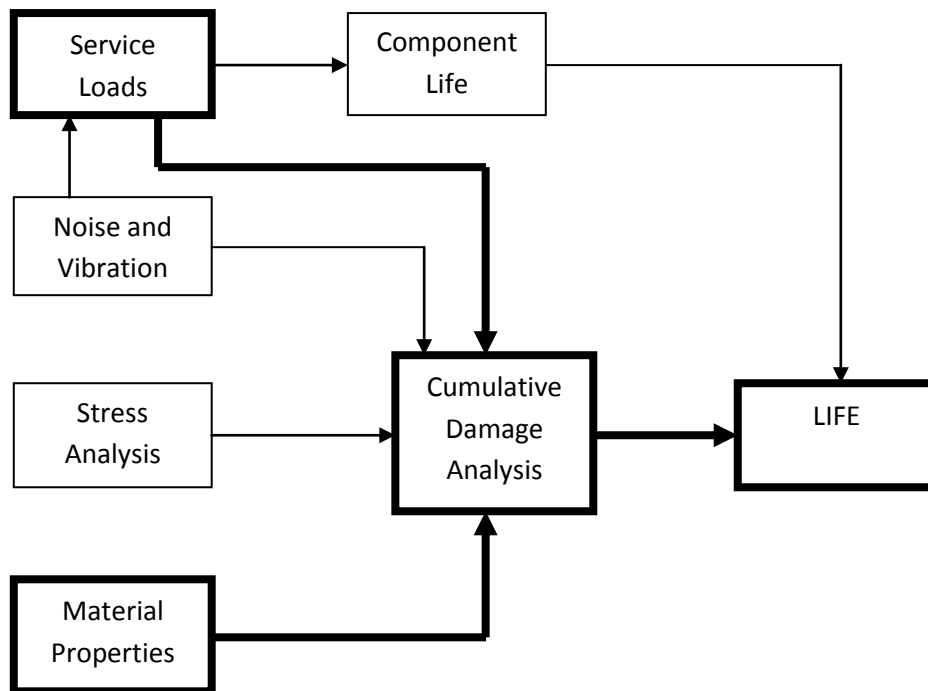 Service
Loads
Component
Life
Noise and
Vibration
Stress
Analysis
Cumulative
Damage
Analysis
LIFE
Material
Properties